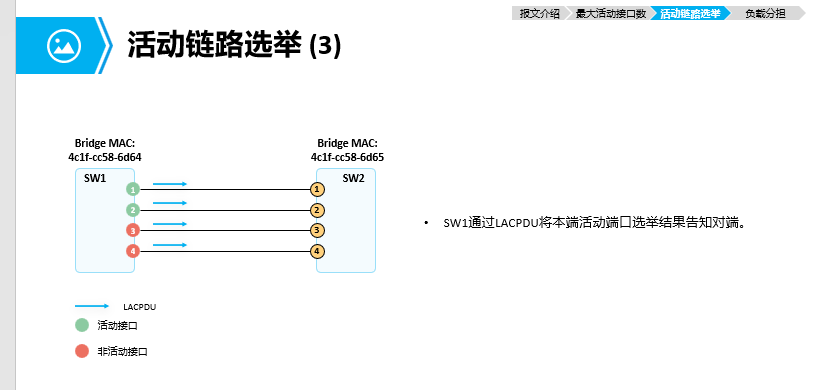 报文介绍 最大活动接口数 活动链路选举 负载分担
活动链路选举 (3)
Bridge MAC: Bridge MAC:
4c1f-cc58-6d64 4c1f-cc58-6d65
SW1 SW2
1 1
2 2
3 3
4 4
• SW1通过LACPDU将本端活动端口选举结果告知对端。
LACPDU
活动接口
非活动接口